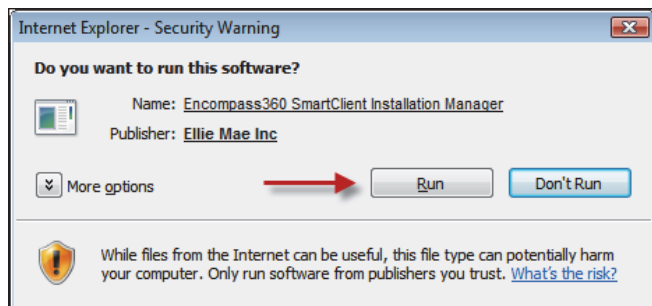 Internet Explorer - Security Warning
Do you want to run this software?
Name: Encompass360 SmartClient Installation Manager
Publisher: Ellie Mae Inc
More options
Run
Don't Run
While files from the Internet can be useful, this file type can potentially harm
your computer. Only run software from publishers you trust. What's the risk?